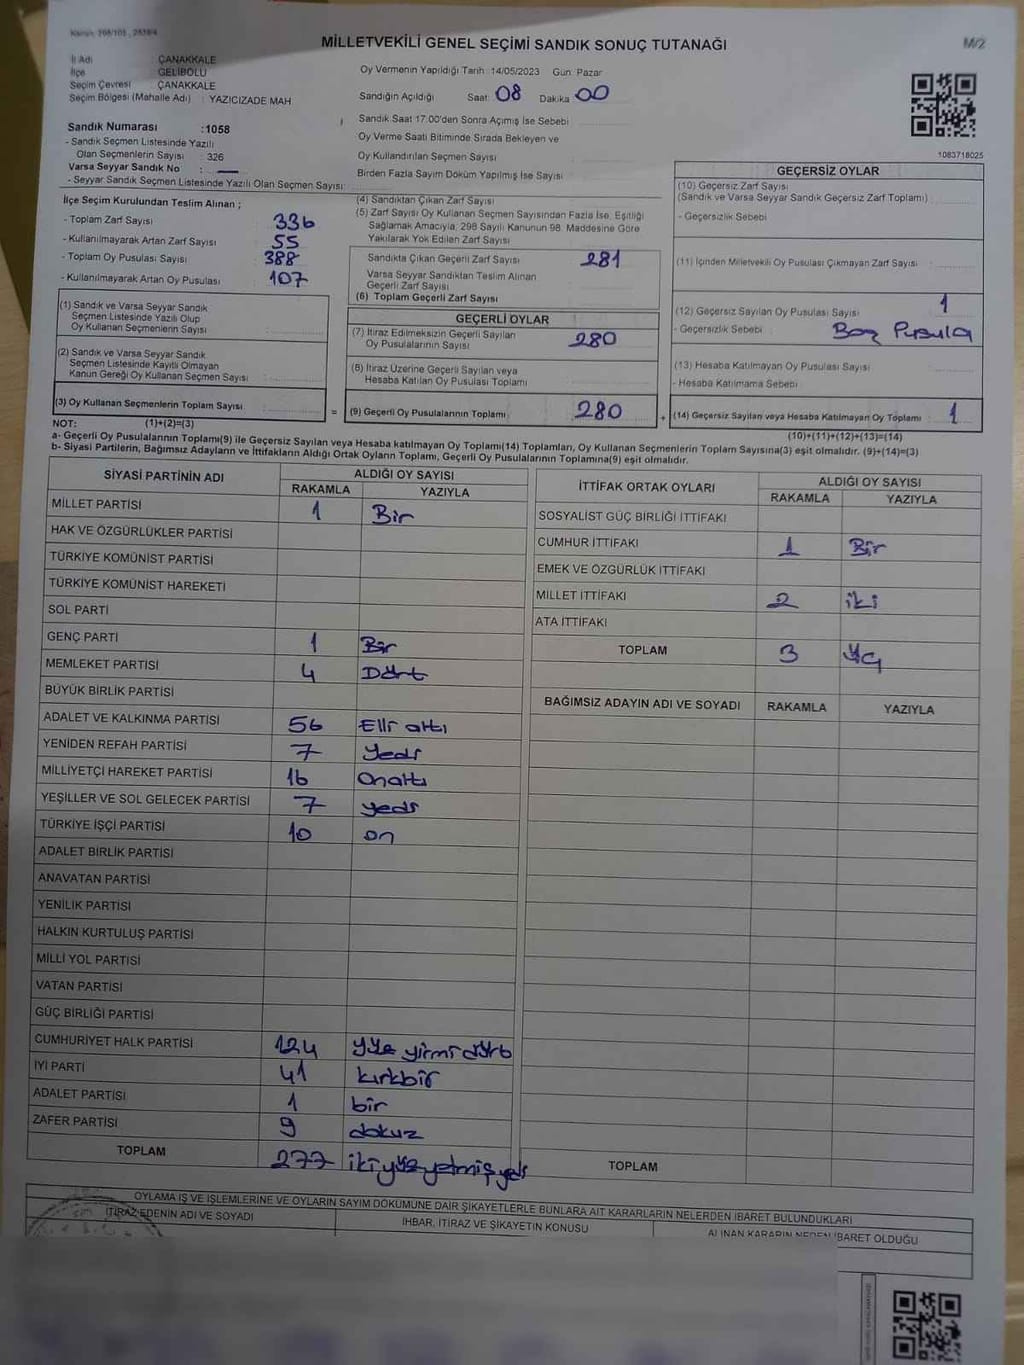 MİLLETVEKİLİ GENEL SEÇİMİ SANDIK SONUÇ TUTANAĞI
M/2
İl Adı ÇANAKKALE
İlçe GELİBOLU
Seçim Çevresi ÇANAKKALE
Seçim Bölgesi (Mahalle Adı) : YAZICIZADE MAH.
Oy Vermenin Yapıldığı Tarih :14/05/2023 Gün: Pazar
Sandığın Açıldığı Saat: 08 Dakika 00
Sandık Saat 17:00'den Sonra Açımış İse Sebebi
Oy Verme Saati Bitiminde Sırada Bekleyen ve
Oy Kullandırılan Seçmen Sayısı
Birden Fazla Sayım Döküm Yapılmış İse Sayısı
Sandık Numarası :1058
- Sandık Seçmen Listesinde Yazılı
Olan Seçmenlerin Sayısı : 326
Varsa Seyyar Sandık No : —
- Seyyar Sandık Seçmen Listesinde Yazılı Olan Seçmen Sayısı:
1083718025
İlçe Seçim Kurulundan Teslim Alınan ;
- Toplam Zarf Sayısı : 336
- Kullanılmayarak Artan Zarf Sayısı : 55
- Toplam Oy Pusulası Sayısı : 388
- Kullanılmayarak Artan Oy Pusulası : 107
(1) Sandık ve Varsa Seyyar Sandık
Seçmen Listesinde Yazılı Olup
Oy Kullanan Seçmenlerin Sayısı
(2) Sandık ve Varsa Seyyar Sandık
Seçmen Listesinde Kayıtlı Olmayan
Kanun Gereği Oy Kullanan Seçmen Sayısı
(3) Oy Kullanan Seçmenlerin Toplam Sayısı
(4) Sandıktan Çıkan Zarf Sayısı
(5) Zarf Sayısı Oy Kullanan Seçmen Sayısından Fazla İse, Eşitliği
Sağlamak Amacıyla, 298 Sayılı Kanunun 98. Maddesine Göre
Yakılarak Yok Edilen Zarf Sayısı
Sandıkta Çıkan Geçerli Zarf Sayısı 281
Varsa Seyyar Sandıktan Teslim Alınan
Geçerli Zarf Sayısı
(6) Toplam Geçerli Zarf Sayısı
GEÇERLİ OYLAR
(7) İtiraz Edilmeksizin Geçerli Sayılan
Oy Pusulalarının Sayısı 280
(8) İtiraz Üzerine Geçerli Sayılan veya
Hesaba Katılan Oy Pusulası Toplamı
= (9) Geçerli Oy Pusulalarının Toplamı 280
GEÇERSİZ OYLAR
(10) Geçersiz Zarf Sayısı
(Sandık ve Varsa Seyyar Sandık Geçersiz Zarf Toplamı)
- Geçersizlik Sebebi
(11) İçinden Milletvekili Oy Pusulası Çıkmayan Zarf Sayısı
(12) Geçersiz Sayılan Oy Pusulası Sayısı 1
- Geçersizlik Sebebi : Boş Pusula
(13) Hesaba Katılmayan Oy Pusulası Sayısı
- Hesaba Katılmama Sebebi
+ (14) Geçersiz Sayılan veya Hesaba Katılmayan Oy Toplamı 1
NOT: (1)+(2)=(3)
(10)+(11)+(12)+(13)=(14)
a- Geçerli Oy Pusulalarının Toplamı(9) ile Geçersiz Sayılan veya Hesaba katılmayan Oy Toplamı(14) Toplamları, Oy Kullanan Seçmenlerin Toplam Sayısına(3) eşit olmalıdır. (9)+(14)=(3)
b- Siyasi Partilerin, Bağımsız Adayların ve İttifakların Aldığı Ortak Oyların Toplamı, Geçerli Oy Pusulalarının Toplamına(9) eşit olmalıdır.
SİYASİ PARTİNİN ADI ALDIĞI OY SAYISI
RAKAMLA YAZIYLA
MİLLET PARTİSİ 1 Bir
HAK VE ÖZGÜRLÜKLER PARTİSİ
TÜRKİYE KOMÜNİST PARTİSİ
TÜRKİYE KOMÜNİST HAREKETİ
SOL PARTİ
GENÇ PARTİ 1 Bir
MEMLEKET PARTİSİ 4 Dört
BÜYÜK BİRLİK PARTİSİ
ADALET VE KALKINMA PARTİSİ 56 Elli altı
YENİDEN REFAH PARTİSİ 7 Yedi
MİLLİYETÇİ HAREKET PARTİSİ 16 Onaltı
YEŞİLLER VE SOL GELECEK PARTİSİ 7 yedi
TÜRKİYE İŞÇİ PARTİSİ 10 on
ADALET BİRLİK PARTİSİ
ANAVATAN PARTİSİ
YENİLİK PARTİSİ
HALKIN KURTULUŞ PARTİSİ
MİLLİ YOL PARTİSİ
VATAN PARTİSİ
GÜÇ BİRLİĞİ PARTİSİ
CUMHURİYET HALK PARTİSİ 124 yüz yirmi dört
İYİ PARTİ 41 kırkbir
ADALET PARTİSİ 1 bir
ZAFER PARTİSİ 9 dokuz
TOPLAM 277 ikiyüzyetmişyedi
İTTİFAK ORTAK OYLARI ALDIĞI OY SAYISI
RAKAMLA YAZIYLA
SOSYALİST GÜÇ BİRLİĞİ İTTİFAKI
CUMHUR İTTİFAKI 1 Bir
EMEK VE ÖZGÜRLÜK İTTİFAKI
MİLLET İTTİFAKI 2 iki
ATA İTTİFAKI
TOPLAM 3 üç
BAĞIMSIZ ADAYIN ADI VE SOYADI RAKAMLA YAZIYLA
TOPLAM
OYLAMA İŞ VE İŞLEMLERİNE VE OYLARIN SAYIM DÖKÜMÜNE DAİR ŞİKAYETLERLE BUNLARA AİT KARARLARIN NELERDEN İBARET BULUNDUKLARI
İTİRAZ EDENİN ADI VE SOYADI
İHBAR, İTİRAZ VE ŞİKAYETİN KONUSU
ALINAN KARARIN NEDEN İBARET OLDUĞU